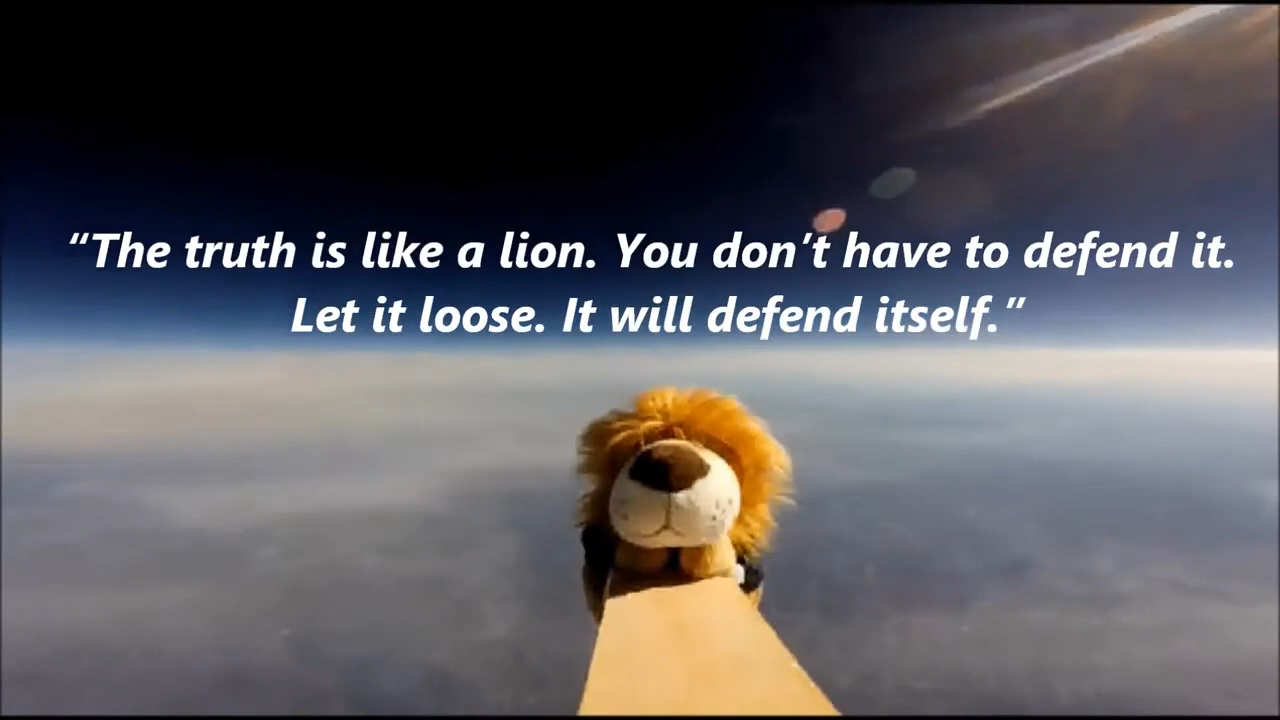 “The truth is like a lion. You don’t have to defend it.
Let it loose. It will defend itself.”